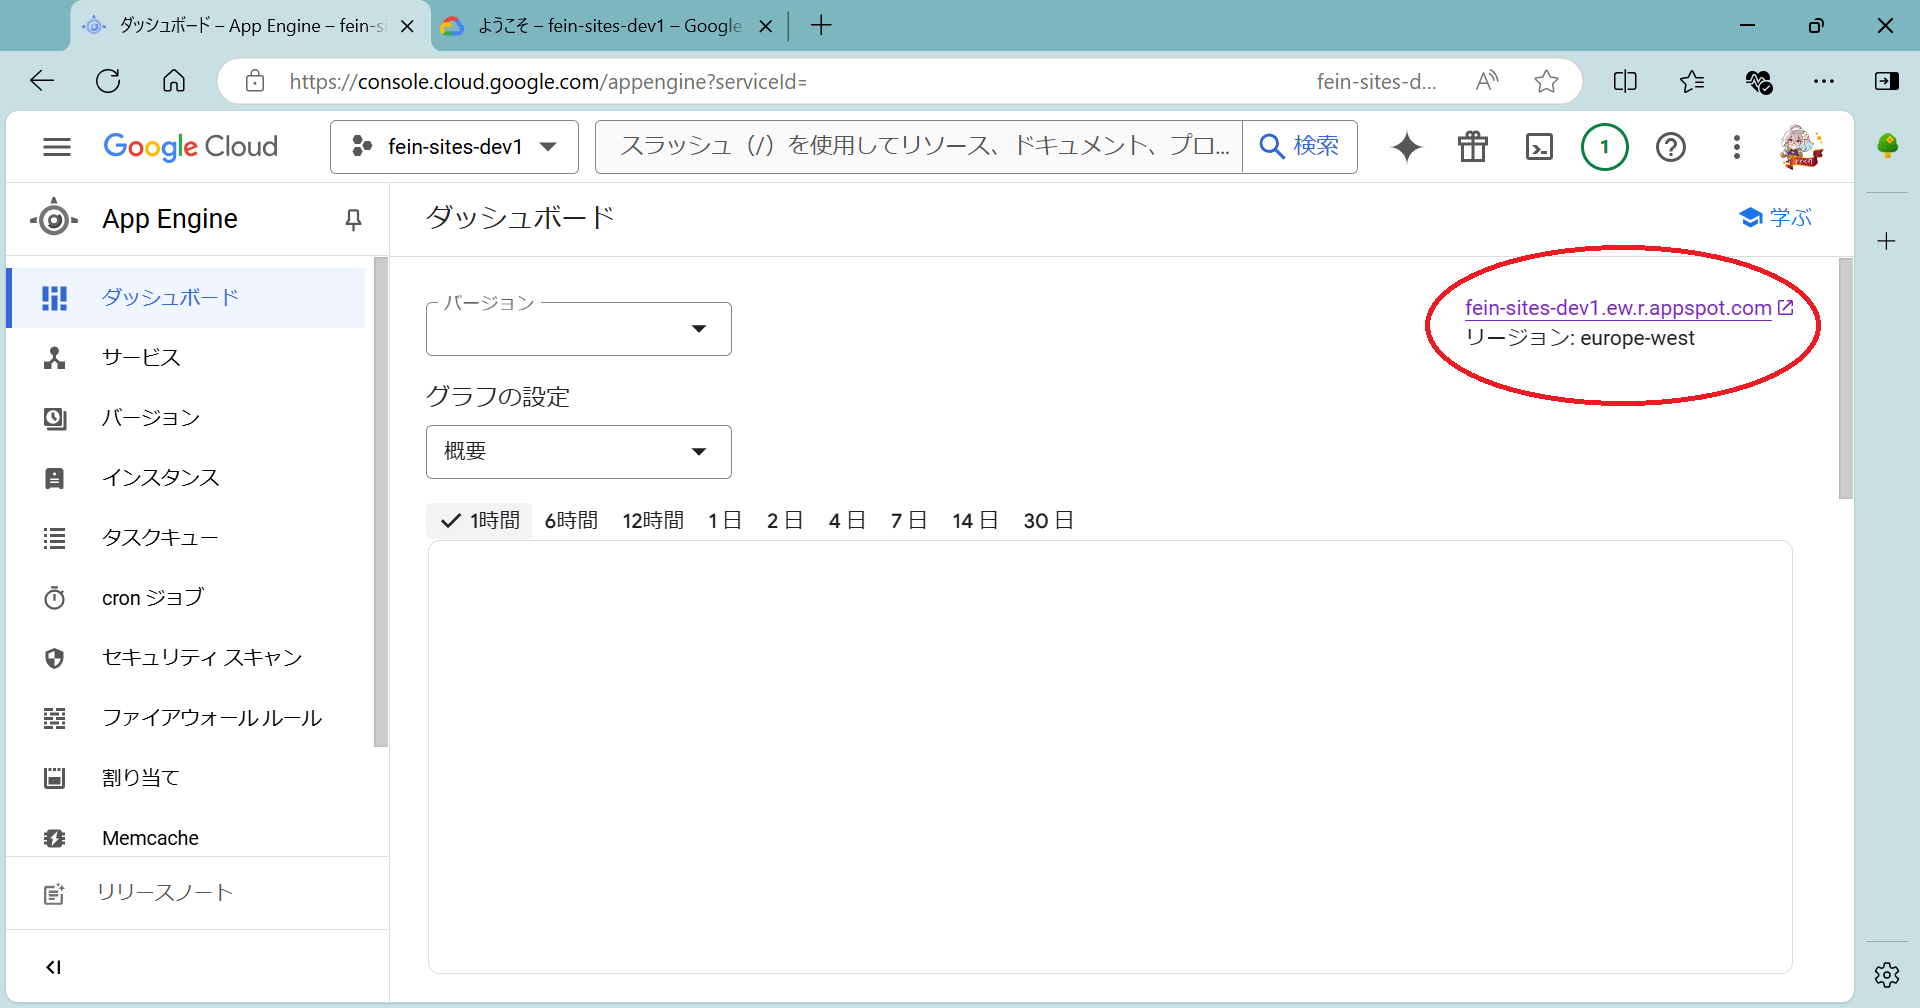 ダッシュボード – App Engine – fein-si
ようこそ – fein-sites-dev1 – Google
https://console.cloud.google.com/appengine?serviceId=
fein-sites-d...
Google Cloud
fein-sites-dev1
スラッシュ（/）を使用してリソース、ドキュメント、プロ...
検索
1
App Engine
ダッシュボード
学ぶ
ダッシュボード
サービス
バージョン
インスタンス
タスクキュー
cron ジョブ
セキュリティ スキャン
ファイアウォール ルール
割り当て
Memcache
リリースノート
バージョン
fein-sites-dev1.ew.r.appspot.com
リージョン: europe-west
グラフの設定
概要
1時間 6時間 12時間 1 日 2 日 4 日 7 日 14 日 30 日